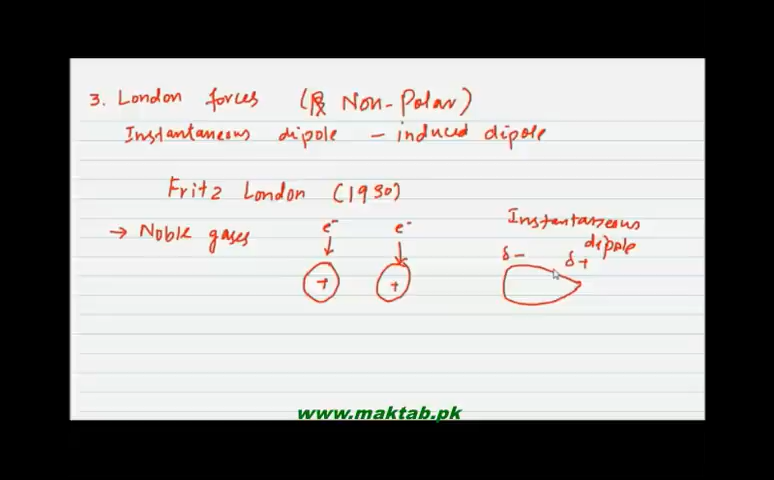 3. London forces (Non-Polar)
Instantaneous dipole - induced dipole
Fritz London (1930)
→ Noble gases
e⁻ e⁻
+ +
Instantaneous
dipole
δ- δ+
www.maktab.pk